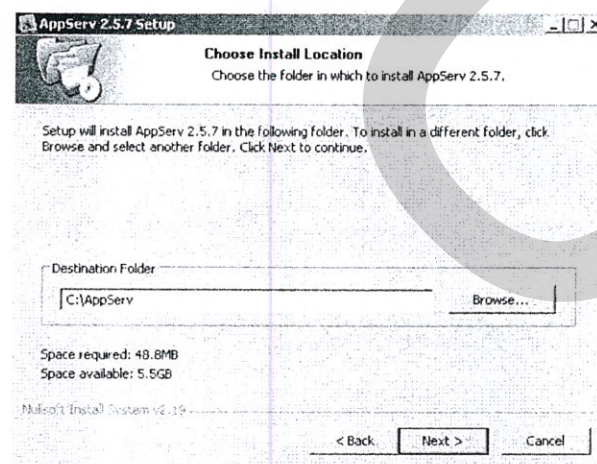 AppServ 2.5.7 Setup
Choose Install Location
Choose the folder in which to install AppServ 2.5.7.
Setup will install AppServ 2.5.7 in the following folder. To install in a different folder, click
Browse and select another folder. Click Next to continue.
Destination Folder
C:\AppServ
Browse...
Space required: 48.8MB
Space available: 5.5GB
Nullsoft Install System v2.19
< Back
Next >
Cancel